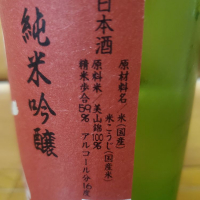 日本酒
純米吟醸
原材料名 米(国産)
米こうじ(国産米)
原料米 美山錦100%
精米歩合59%
アルコール分16度